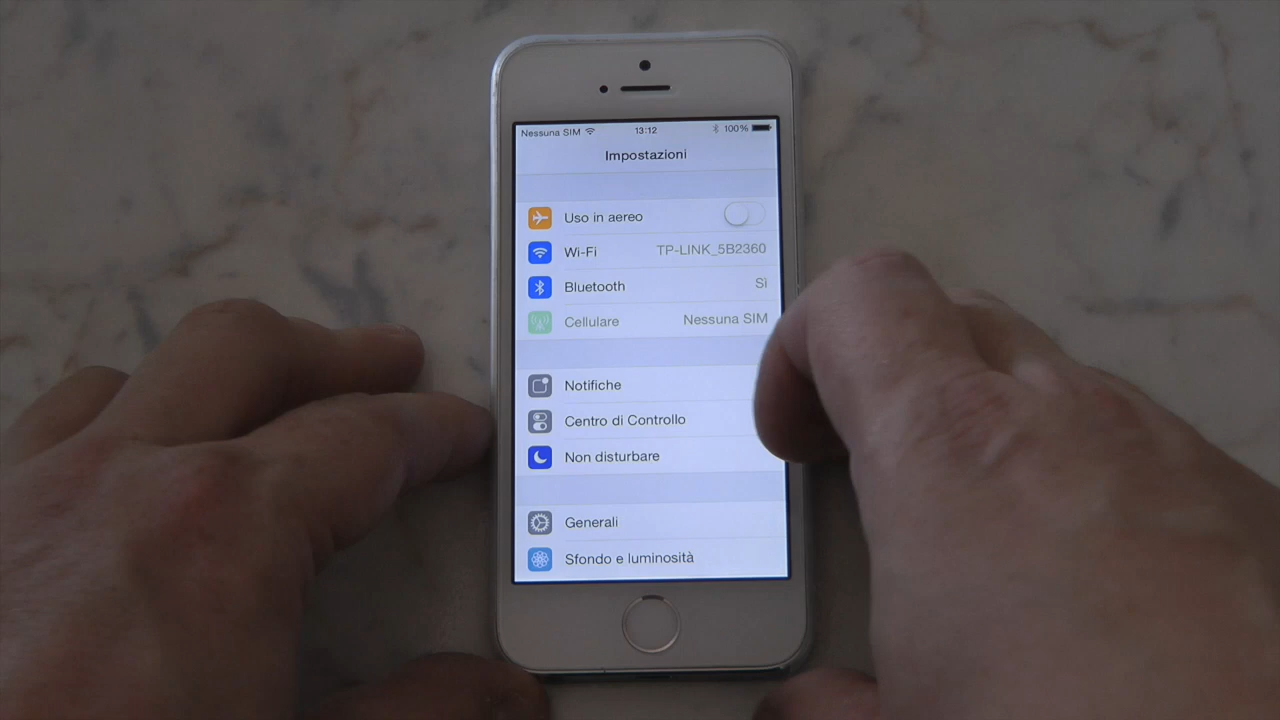 Nessuna SIM 13:12 100%
Impostazioni
Uso in aereo
Wi-Fi TP-LINK_5B2360
Bluetooth Sì
Cellulare Nessuna SIM
Notifiche
Centro di Controllo
Non disturbare
Generali
Sfondo e luminosità